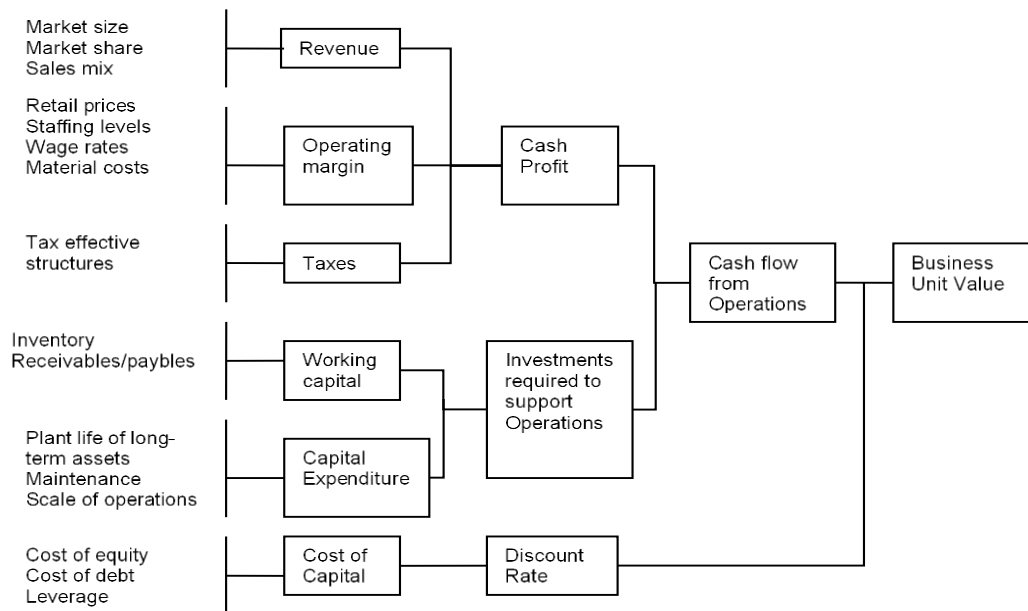 Market size
Market share
Sales mix
Revenue
Retail prices
Staffing levels
Wage rates
Material costs
Operating
margin
Cash
Profit
Tax effective
structures
Taxes
Cash flow
from
Operations
Business
Unit Value
Inventory
Receivables/paybles
Working
capital
Investments
required to
support
Operations
Plant life of long-
term assets
Maintenance
Scale of operations
Capital
Expenditure
Cost of equity
Cost of debt
Leverage
Cost of
Capital
Discount
Rate